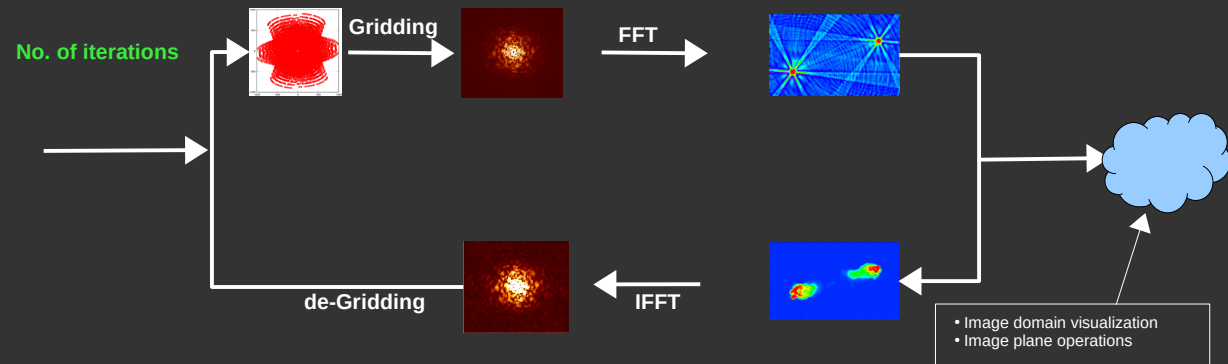 Gridding
FFT
No. of iterations
de-Gridding
IFFT
• Image domain visualization
• Image plane operations